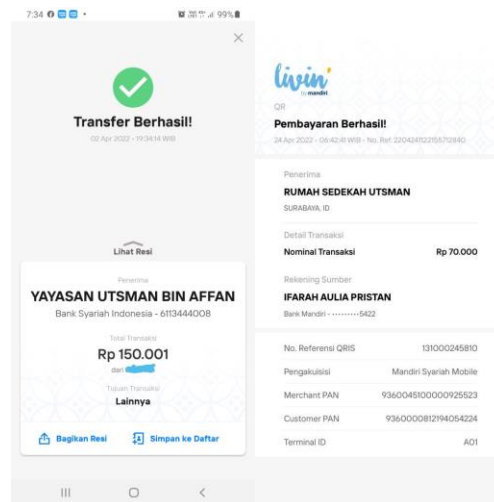 7:34
99%
Transfer Berhasil!
02 Apr 2022 - 19:34:14 WIB
Lihat Resi
Penerima
YAYASAN UTSMAN BIN AFFAN
Bank Syariah Indonesia - 6113444008
Total Transaksi
Rp 150.001
dari
Tujuan Transaksi
Lainnya
Bagikan Resi
Simpan ke Daftar
livin'
by mandiri
QR
Pembayaran Berhasil!
24 Apr 2022 - 06:42:41 WIB - No. Ref.
Penerima
RUMAH SEDEKAH UTSMAN
SURABAYA, ID
Detail Transaksi
Nominal Transaksi Rp 70.000
Rekening Sumber
IFARAH AULIA PRISTAN
Bank Mandiri - ·········5422
No. Referensi QRIS 131000245810
Pengakuisisi Mandiri Syariah Mobile
Merchant PAN 9360045100000925523
Customer PAN 9360000812194054224
Terminal ID A01